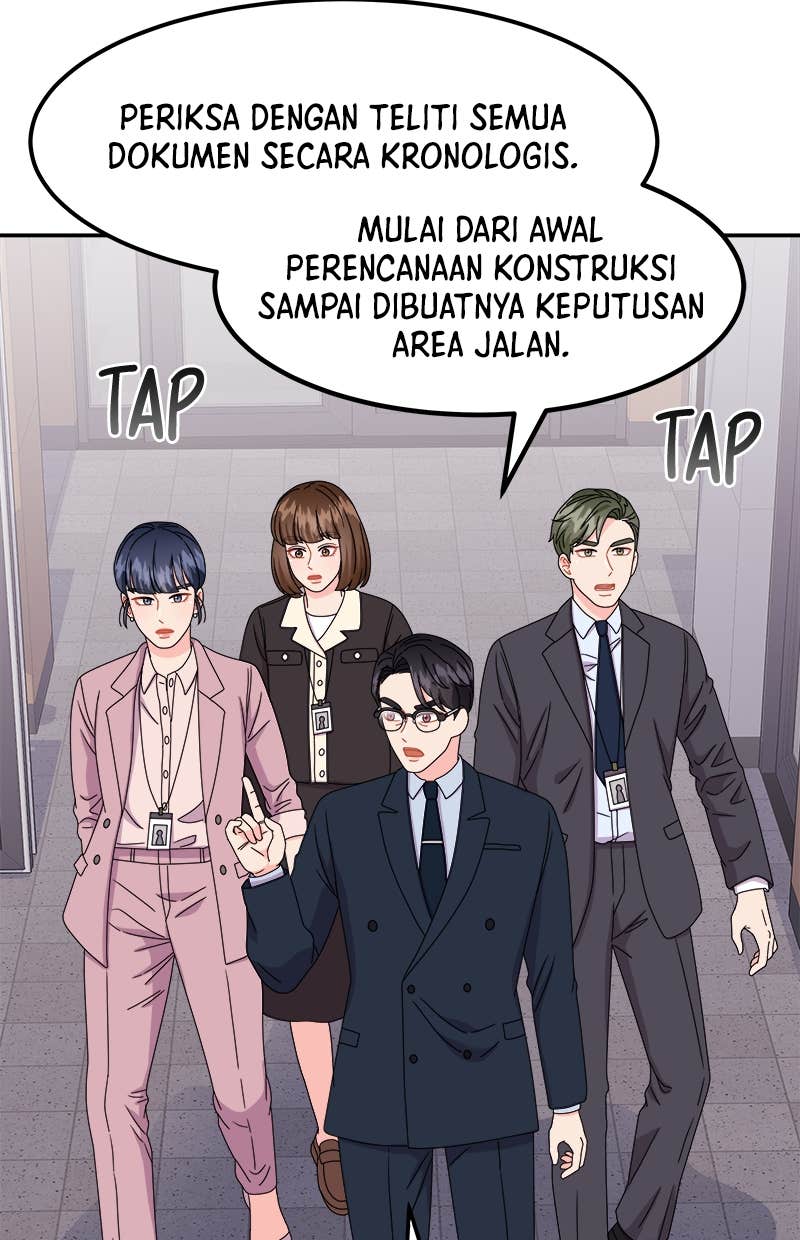 PERIKSA DENGAN TELITI SEMUA
DOKUMEN SECARA KRONOLOGIS.
MULAI DARI AWAL
PERENCANAAN KONSTRUKSI
SAMPAI DIBUATNYA KEPUTUSAN
AREA JALAN.
TAP
TAP